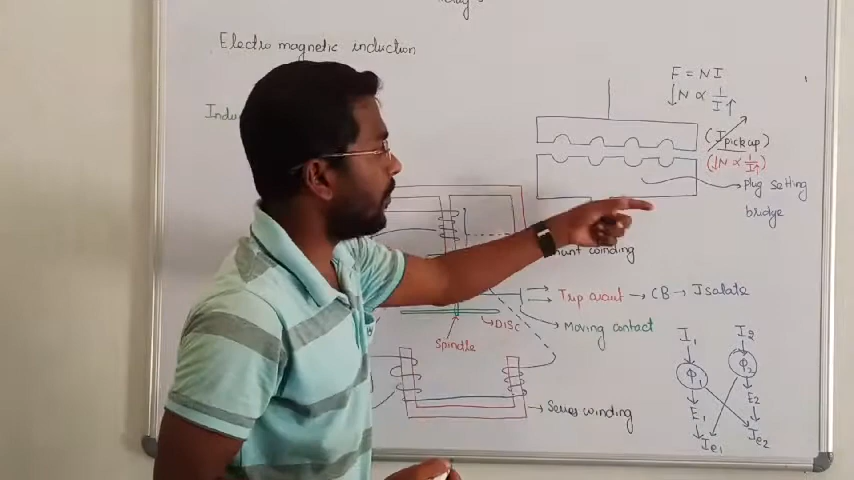 Electro magnetic induction
F = NI
↓N ∝ 1/I↑
(I pickup)
(↓N ∝ 1/I↑)
Plug setting
bridge
winding
Trip circuit → CB → Isolate
Moving contact
DISC
Spindle
Series winding
I1 I2
Φ1 Φ2
E1 E2
Ie1 Ie2